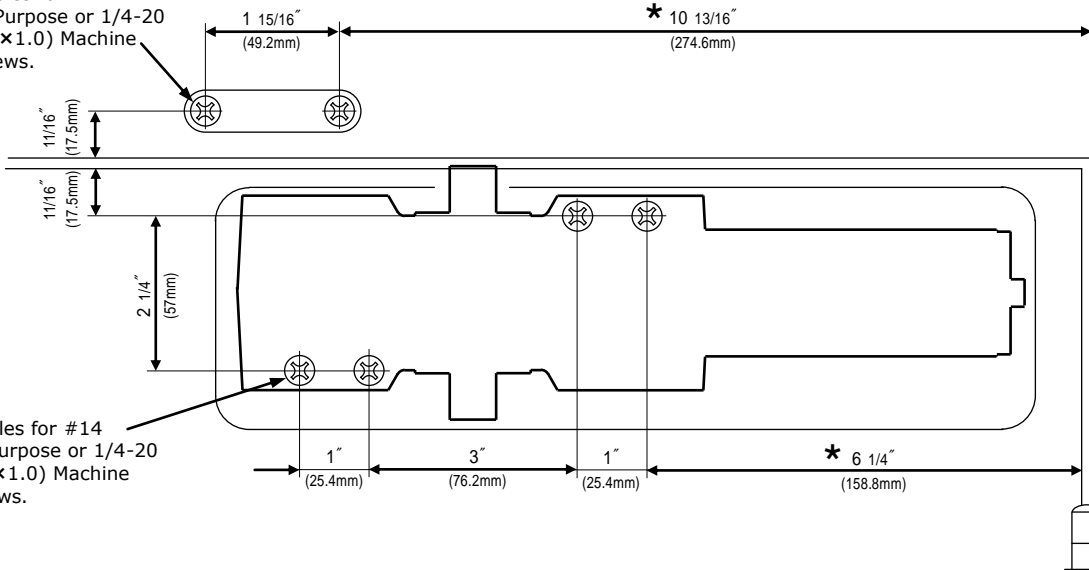 Purpose or 1/4-20
×1.0) Machine
1 15/16″
(49.2mm)
★ 10 13/16″
(274.6mm)
11/16″
(17.5mm)
11/16″
(17.5mm)
2 1/4″
(57mm)
les for #14
urpose or 1/4-20
×1.0) Machine
1″
(25.4mm)
3″
(76.2mm)
1″
(25.4mm)
★ 6 1/4″
(158.8mm)